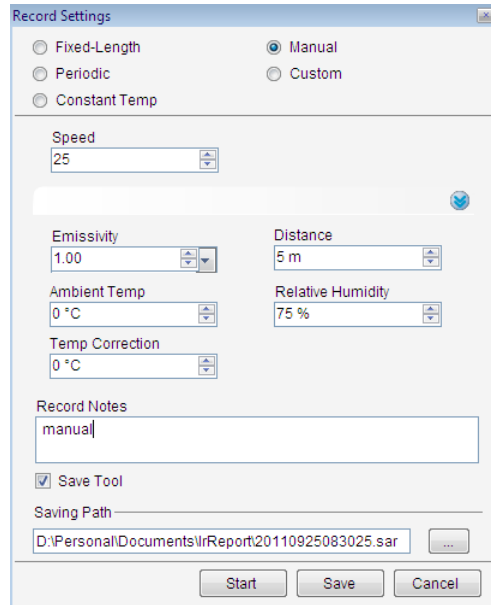 Record Settings
Fixed-Length
Manual
Periodic
Custom
Constant Temp
Speed
25
Emissivity
Distance
1.00
5 m
Ambient Temp
Relative Humidity
0 °C
75 %
Temp Correction
0 °C
Record Notes
manual
Save Tool
Saving Path
D:\Personal\Documents\IrReport\20110925083025.sar
...
Start
Save
Cancel